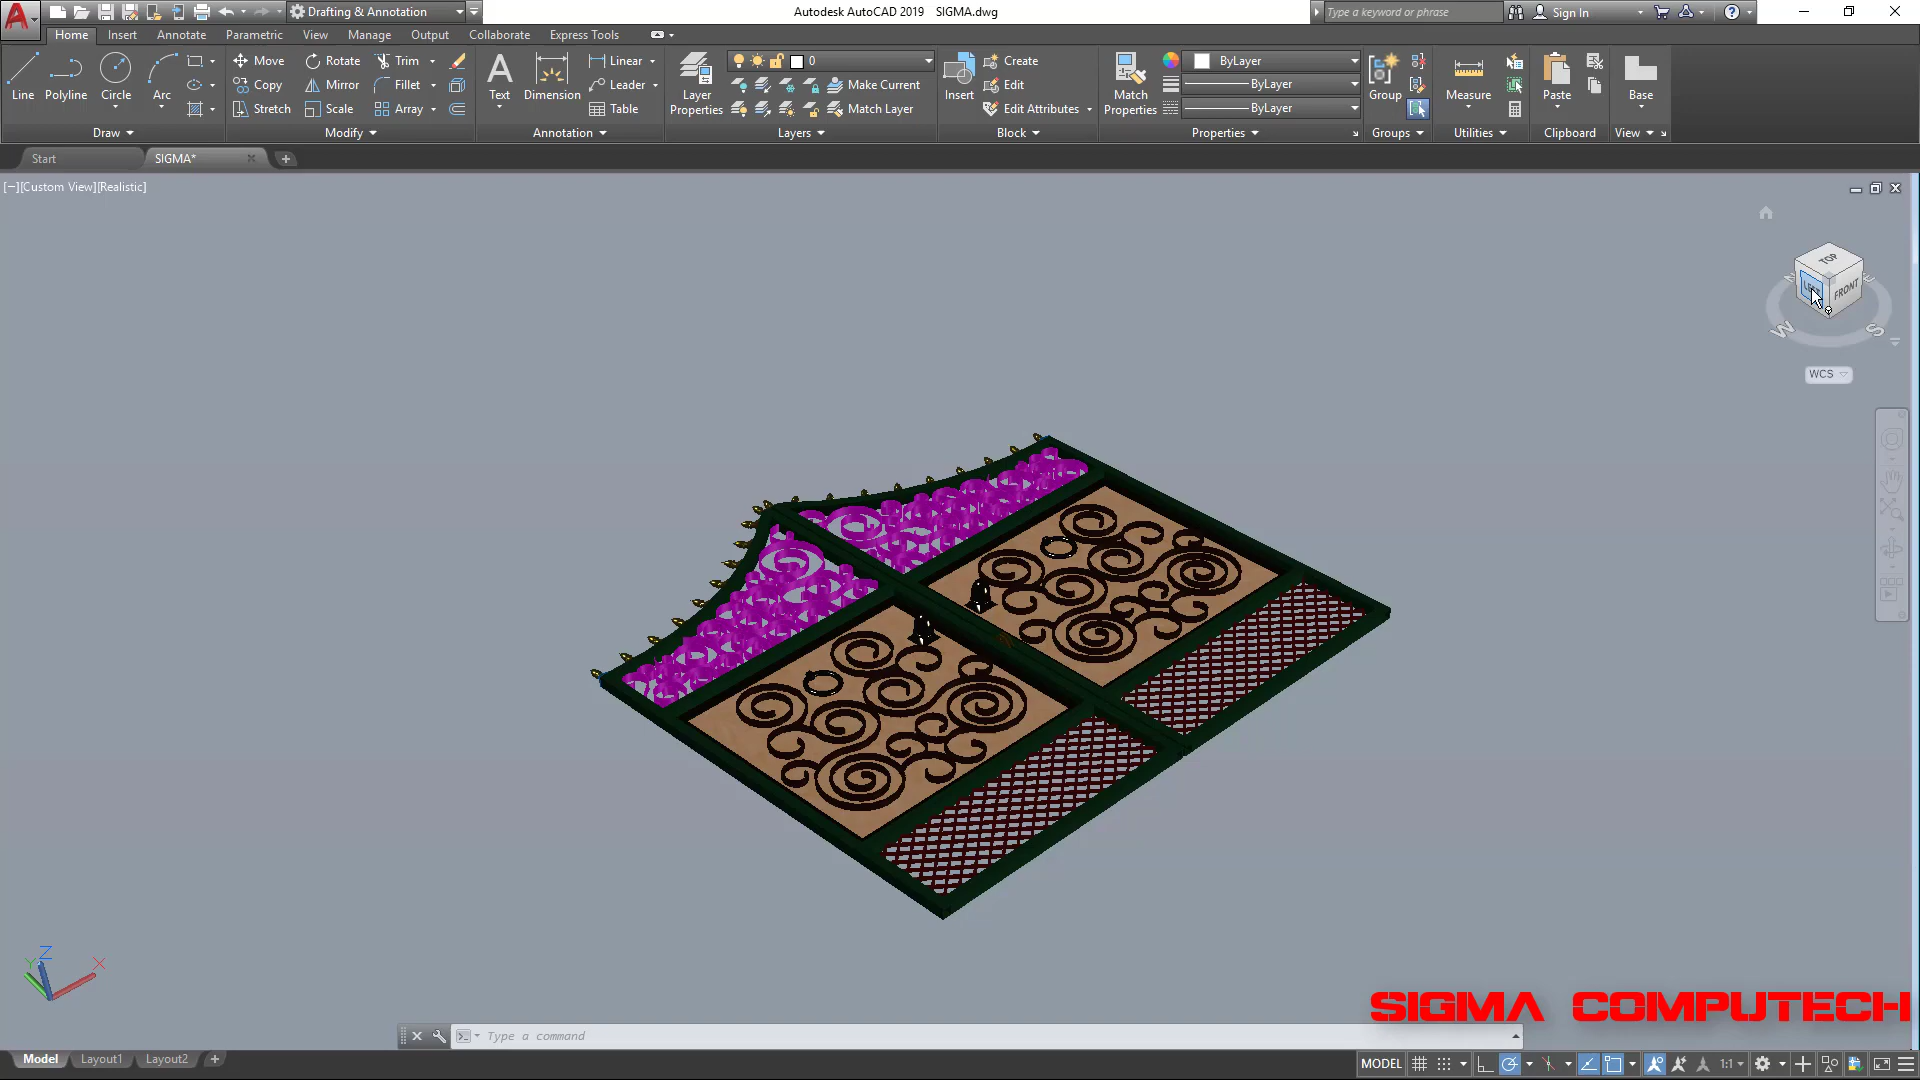 Drafting & Annotation
Autodesk AutoCAD 2019 SIGMA.dwg
Type a keyword or phrase
Sign In
Home Insert Annotate Parametric View Manage Output Collaborate Express Tools
Line Polyline Circle Arc
Draw
Move Rotate Trim
Copy Mirror Fillet
Stretch Scale Array
Modify
Text Dimension
Linear
Leader
Table
Annotation
Layer Properties
0
Make Current
Match Layer
Layers
Insert
Create
Edit
Edit Attributes
Block
Match Properties
ByLayer
ByLayer
ByLayer
Properties
Group
Groups
Measure
Utilities
Paste
Clipboard
Base
View
Start SIGMA*
[−][Custom View][Realistic]
TOP
LEFT FRONT
N E
W S
WCS
Z
Y X
SIGMA COMPUTECH
Type a command
Model Layout1 Layout2
MODEL 1:1